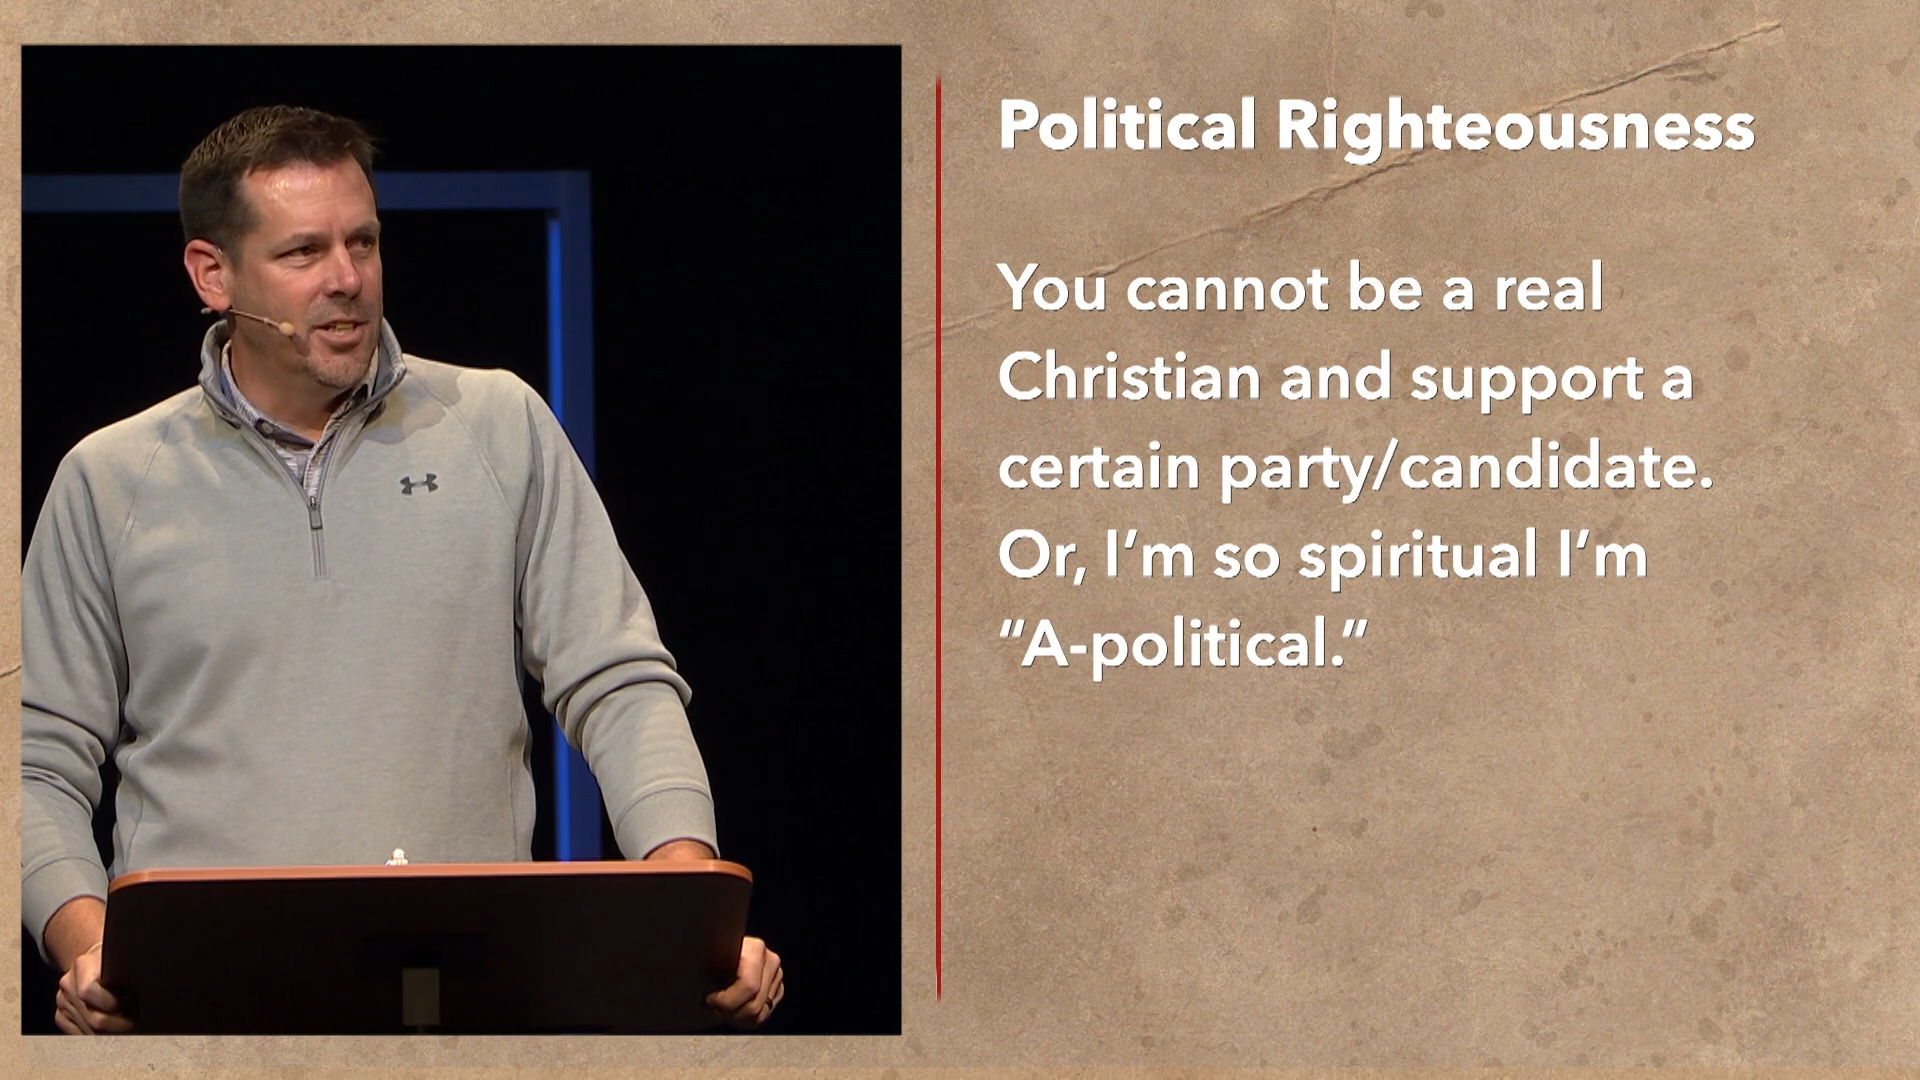 Political Righteousness
You cannot be a real
Christian and support a
certain party/candidate.
Or, I’m so spiritual I’m
“A-political.”